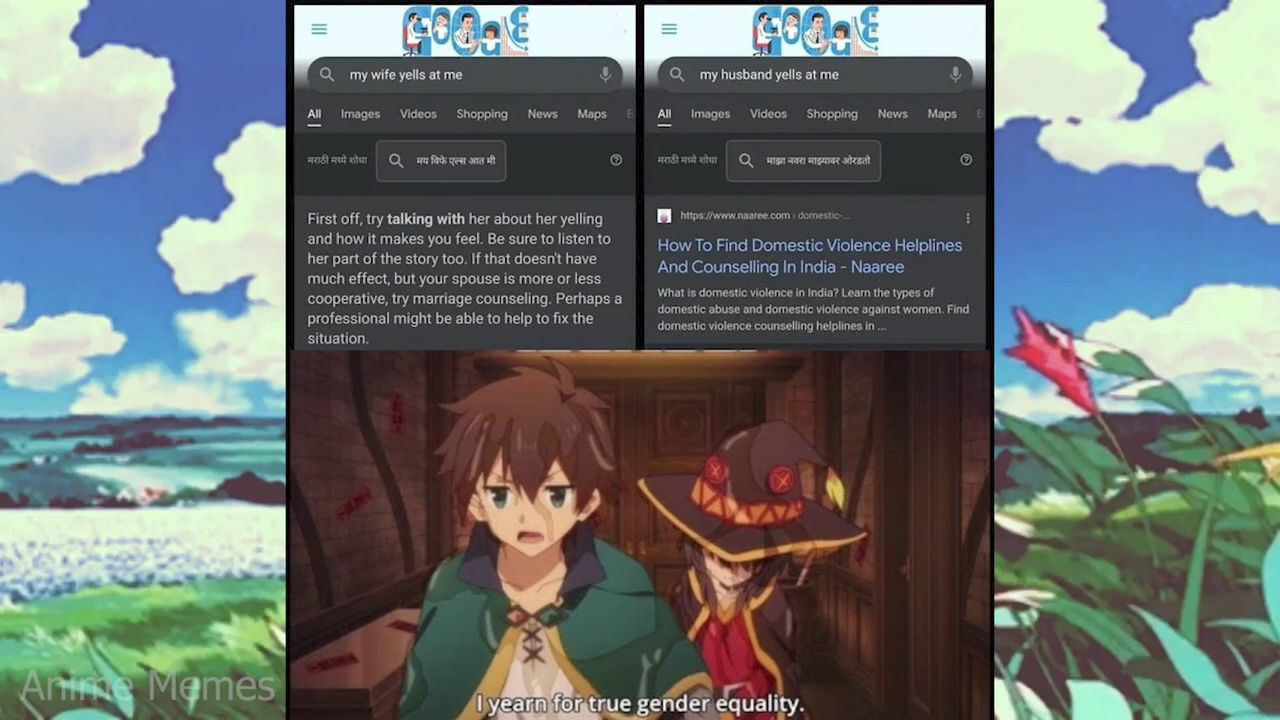 Google
my wife yells at me
All Images Videos Shopping News Maps
मराठी मध्ये शोधा
मय विफे एल्स आत मी
First off, try talking with her about her yelling
and how it makes you feel. Be sure to listen to
her part of the story too. If that doesn't have
much effect, but your spouse is more or less
cooperative, try marriage counseling. Perhaps a
professional might be able to help to fix the
situation.
Google
my husband yells at me
All Images Videos Shopping News Maps
मराठी मध्ये शोधा
माझा नवरा माझ्यावर ओरडतो
https://www.naaree.com › domestic-...
How To Find Domestic Violence Helplines
And Counselling In India - Naaree
What is domestic violence in India? Learn the types of
domestic abuse and domestic violence against women. Find
domestic violence counselling helplines in ...
I yearn for true gender equality.
Anime Memes